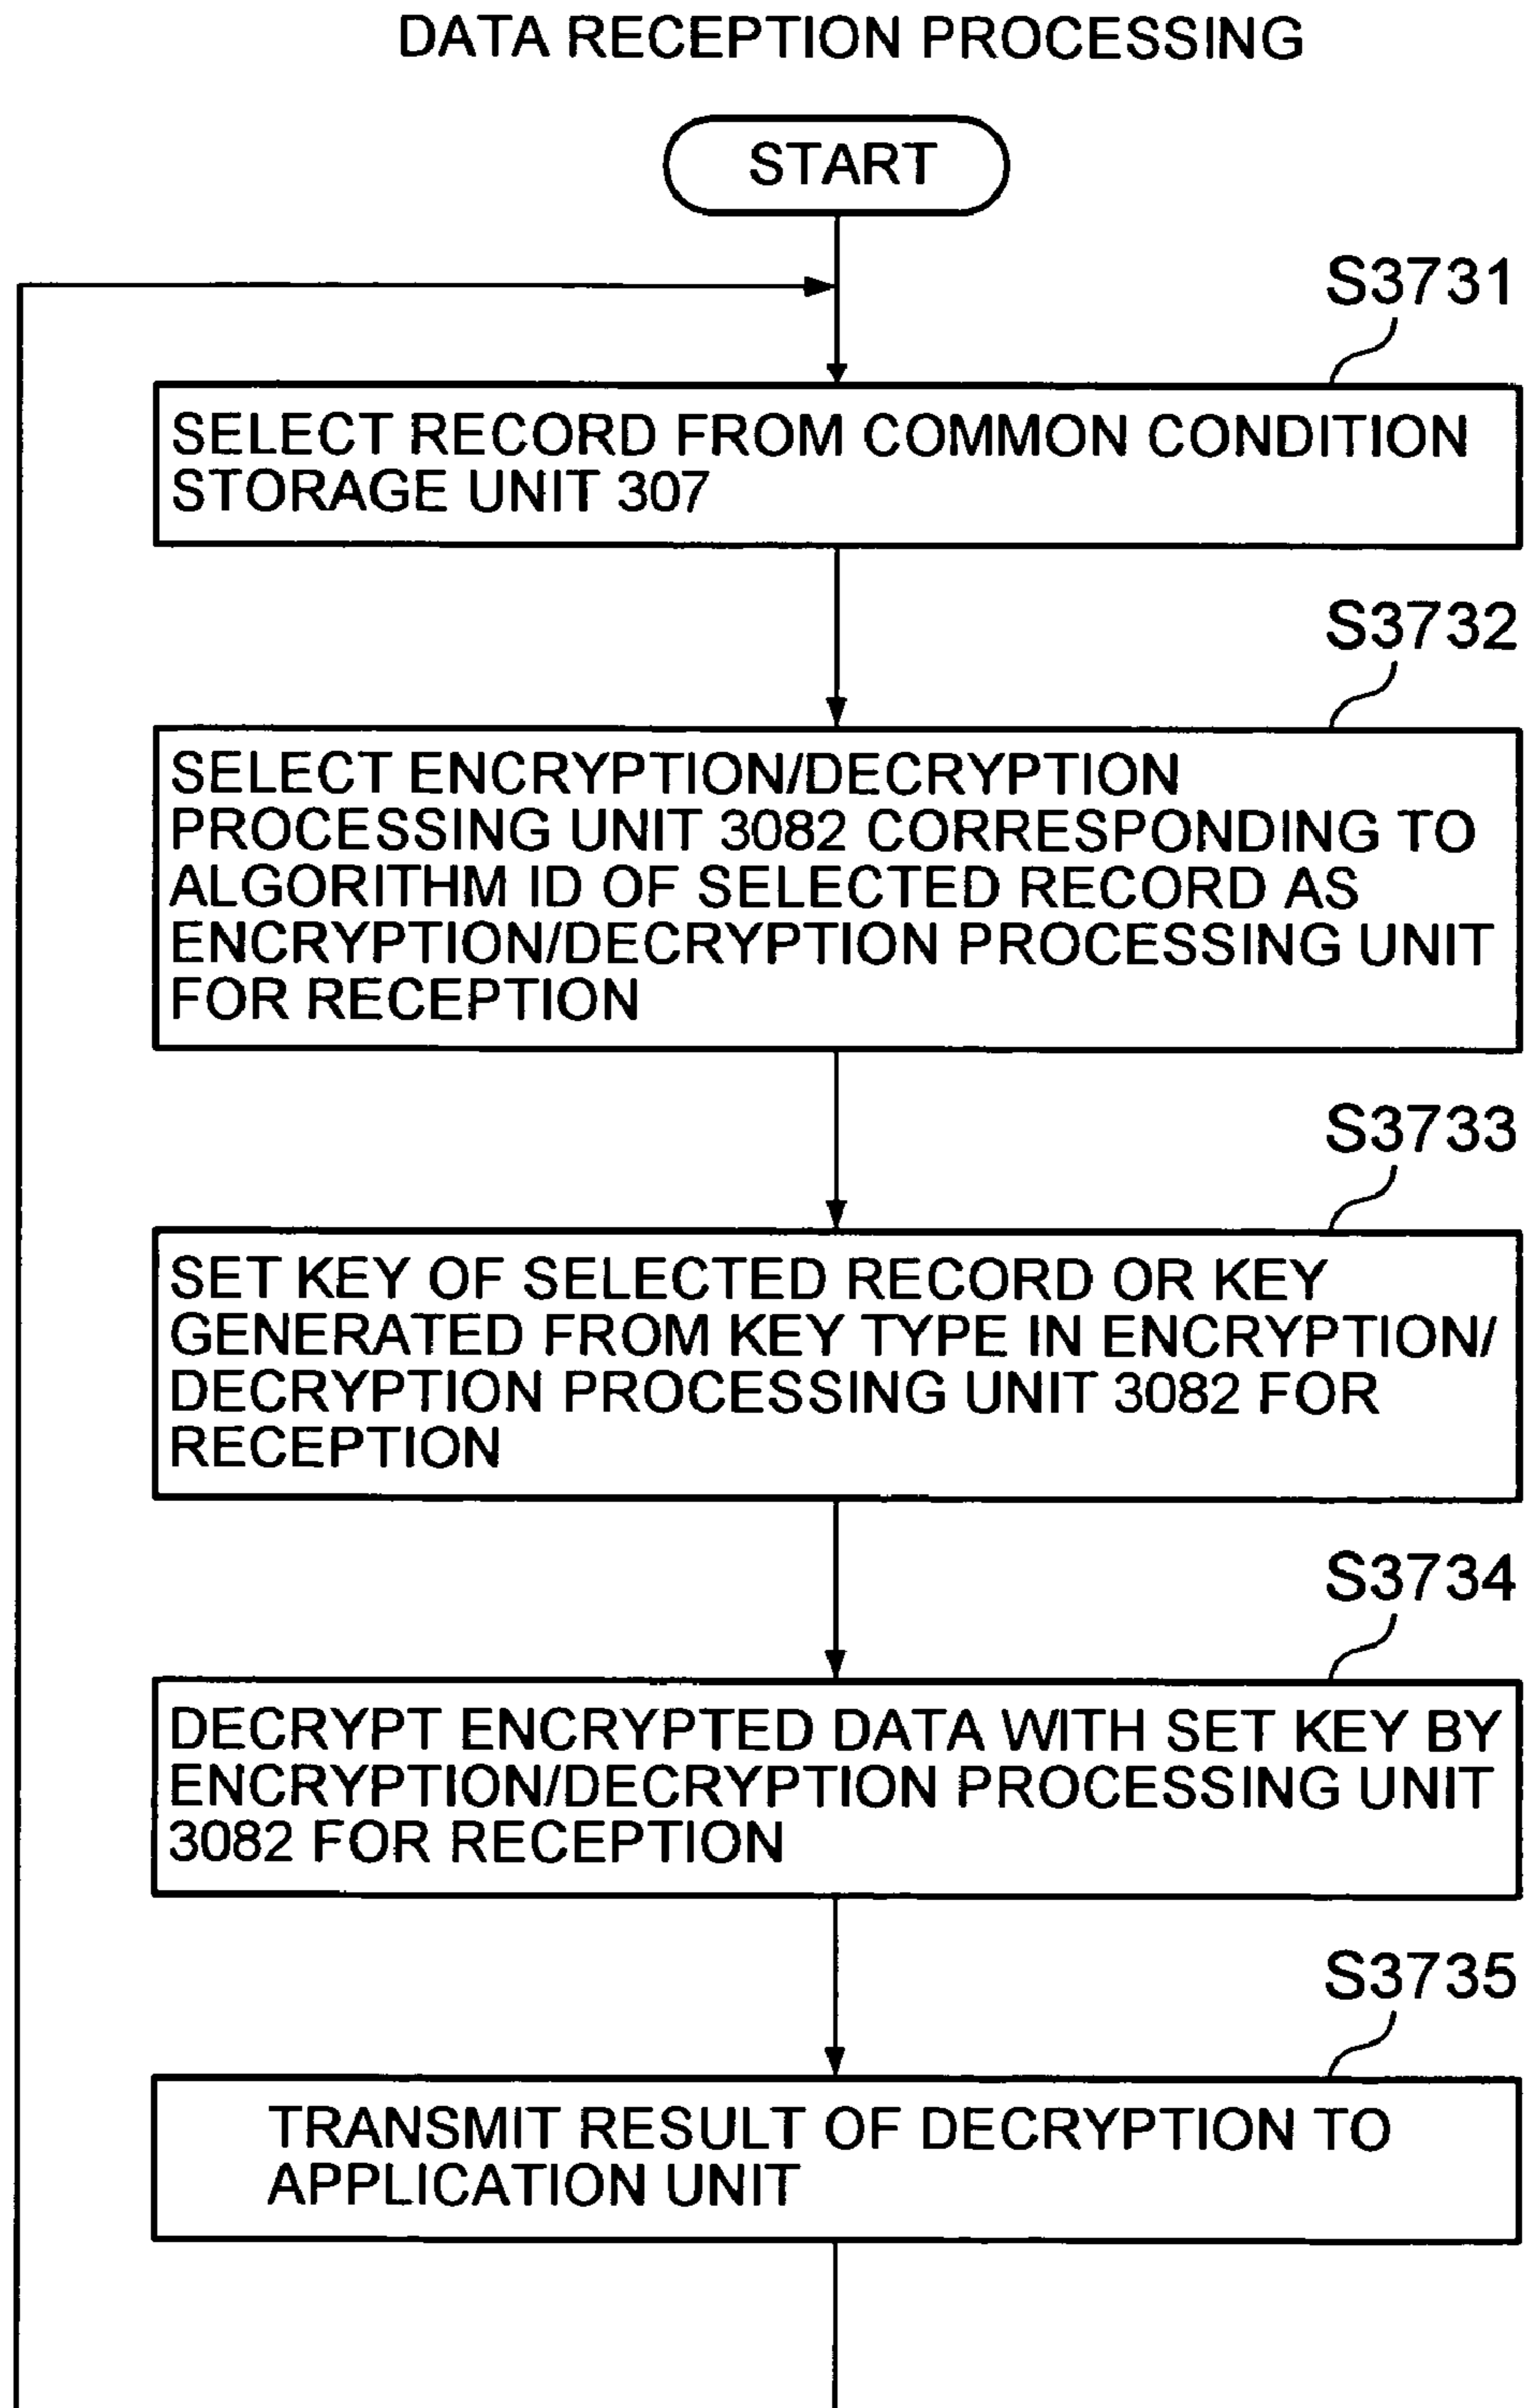 DATA RECEPTION PROCESSING
START
S3731
SELECT RECORD FROM COMMON CONDITION
STORAGE UNIT 307
S3732
SELECT ENCRYPTION/DECRYPTION
PROCESSING UNIT 3082 CORRESPONDING TO
ALGORITHM ID OF SELECTED RECORD AS
ENCRYPTION/DECRYPTION PROCESSING UNIT
FOR RECEPTION
S3733
SET KEY OF SELECTED RECORD OR KEY
GENERATED FROM KEY TYPE IN ENCRYPTION/
DECRYPTION PROCESSING UNIT 3082 FOR
RECEPTION
S3734
DECRYPT ENCRYPTED DATA WITH SET KEY BY
ENCRYPTION/DECRYPTION PROCESSING UNIT
3082 FOR RECEPTION
S3735
TRANSMIT RESULT OF DECRYPTION TO
APPLICATION UNIT